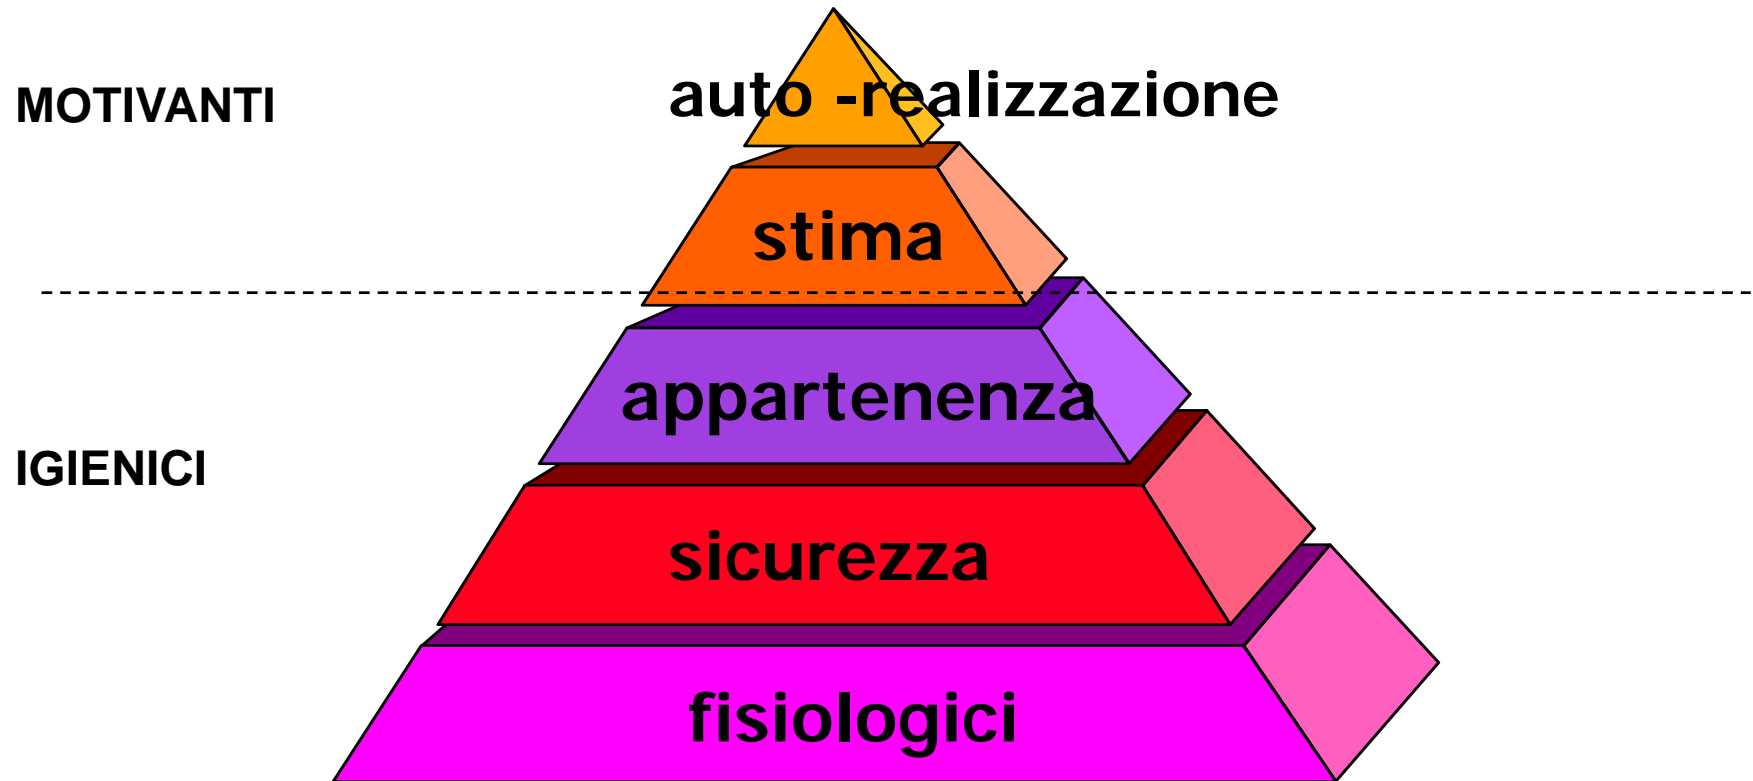 MOTIVANTI
auto -realizzazione
stima
appartenenza
IGIENICI
sicurezza
fisiologici